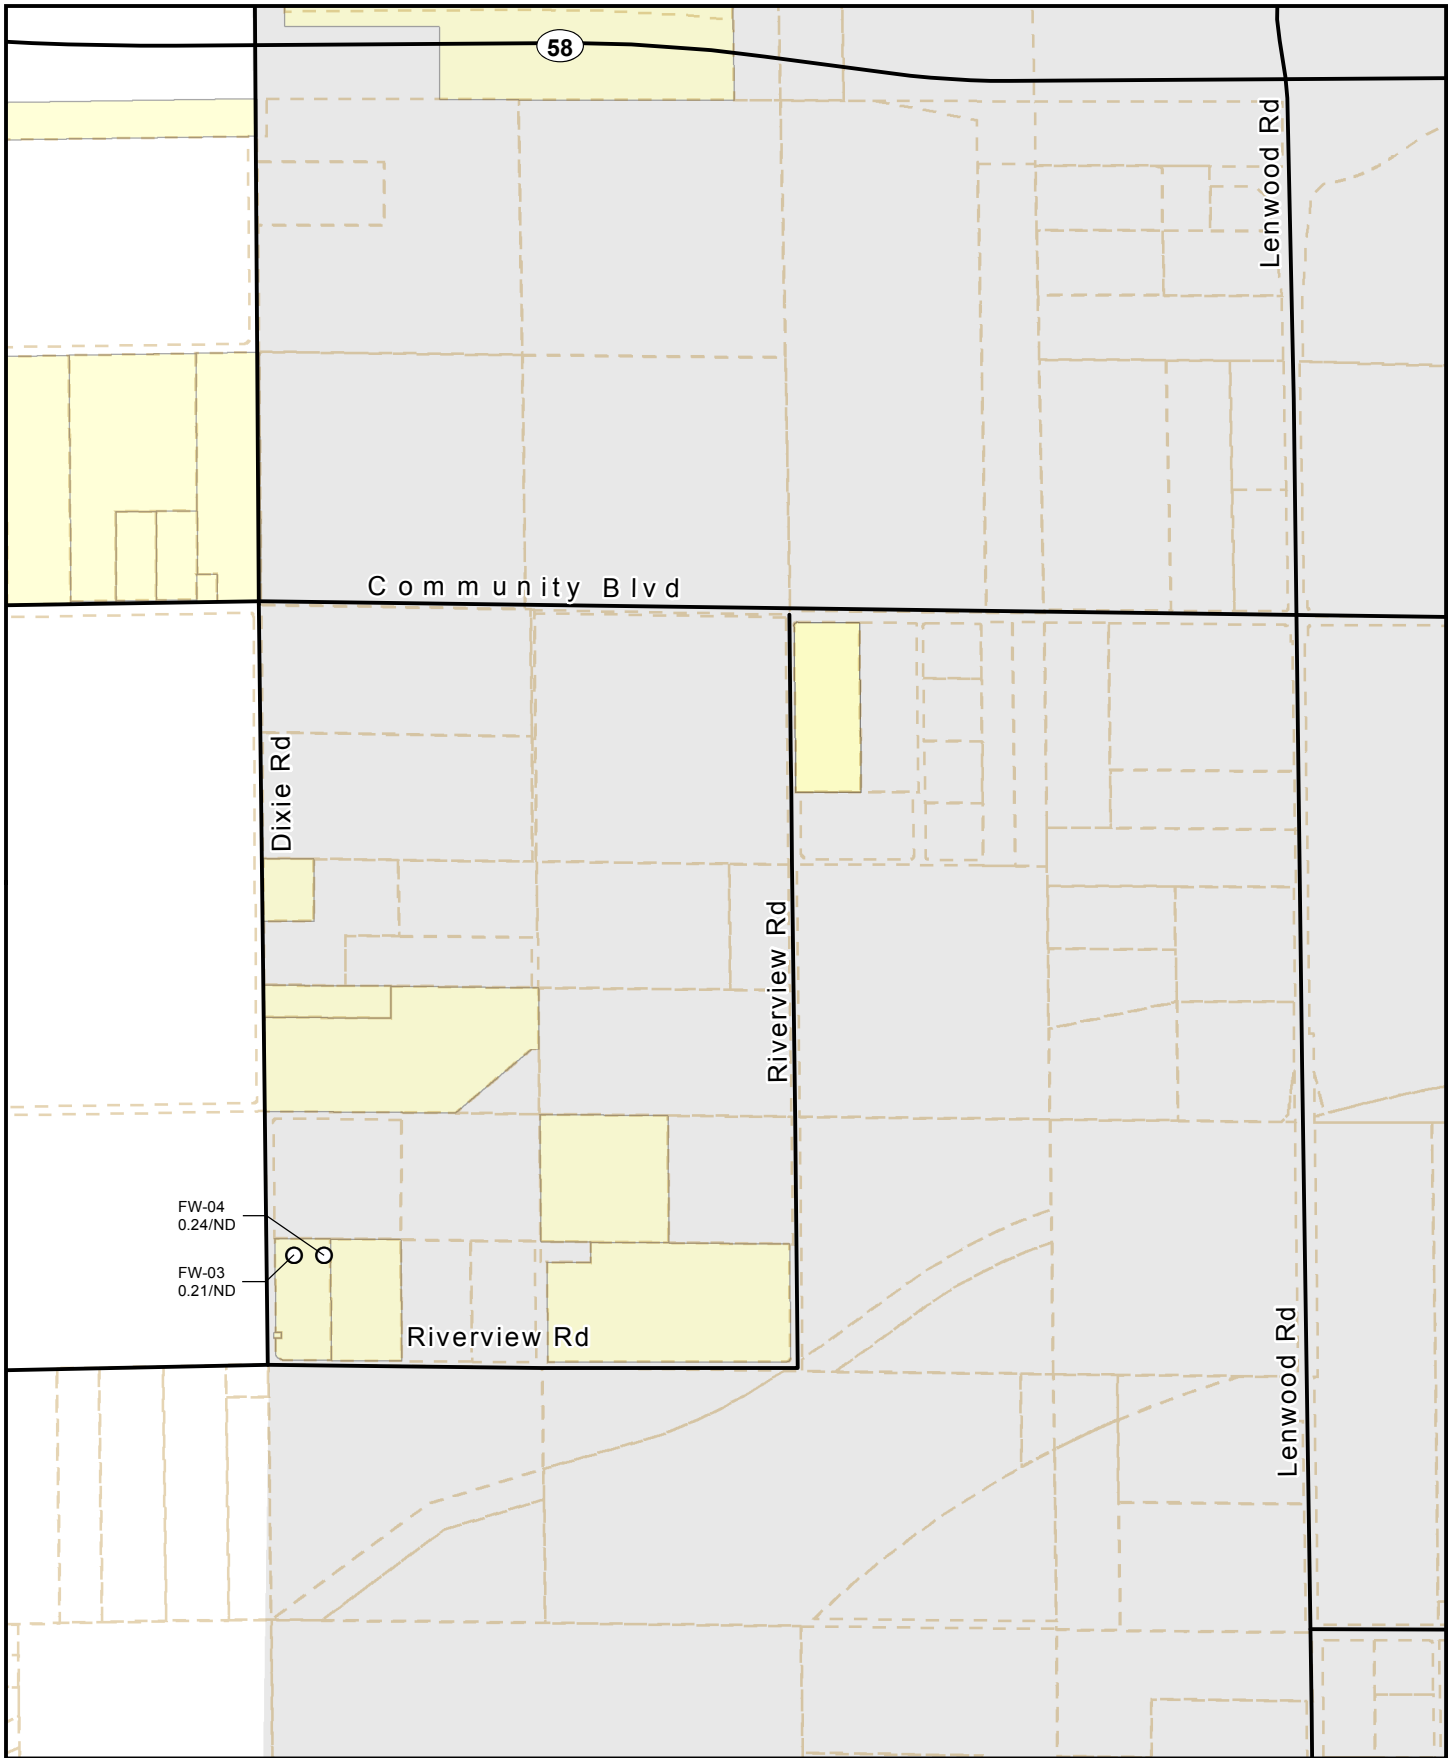 58
Lenwood Rd
Community Blvd
Dixie Rd
Riverview Rd
FW-04
0.24/ND
FW-03
0.21/ND
Riverview Rd
Lenwood Rd